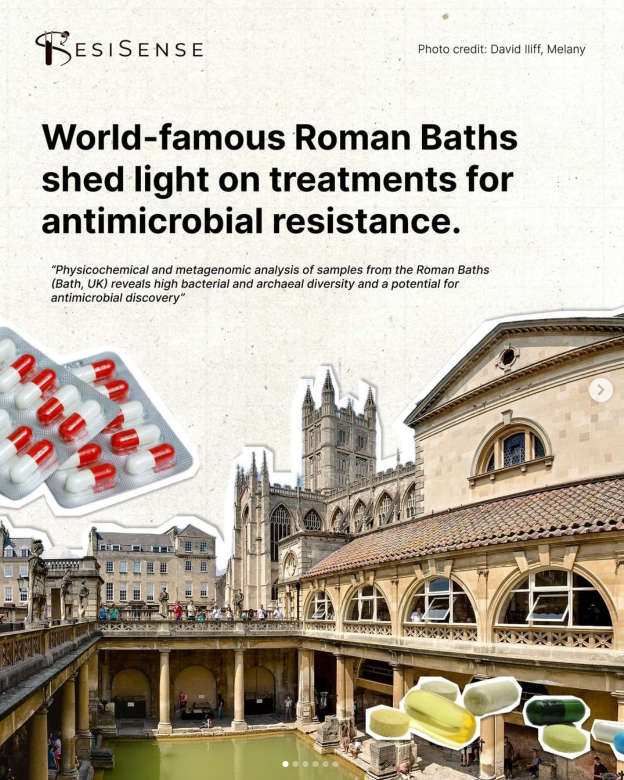 RESISENSE
Photo credit: David Iliff, Melany
World-famous Roman Baths
shed light on treatments for
antimicrobial resistance.
“Physicochemical and metagenomic analysis of samples from the Roman Baths
(Bath, UK) reveals high bacterial and archaeal diversity and a potential for
antimicrobial discovery”